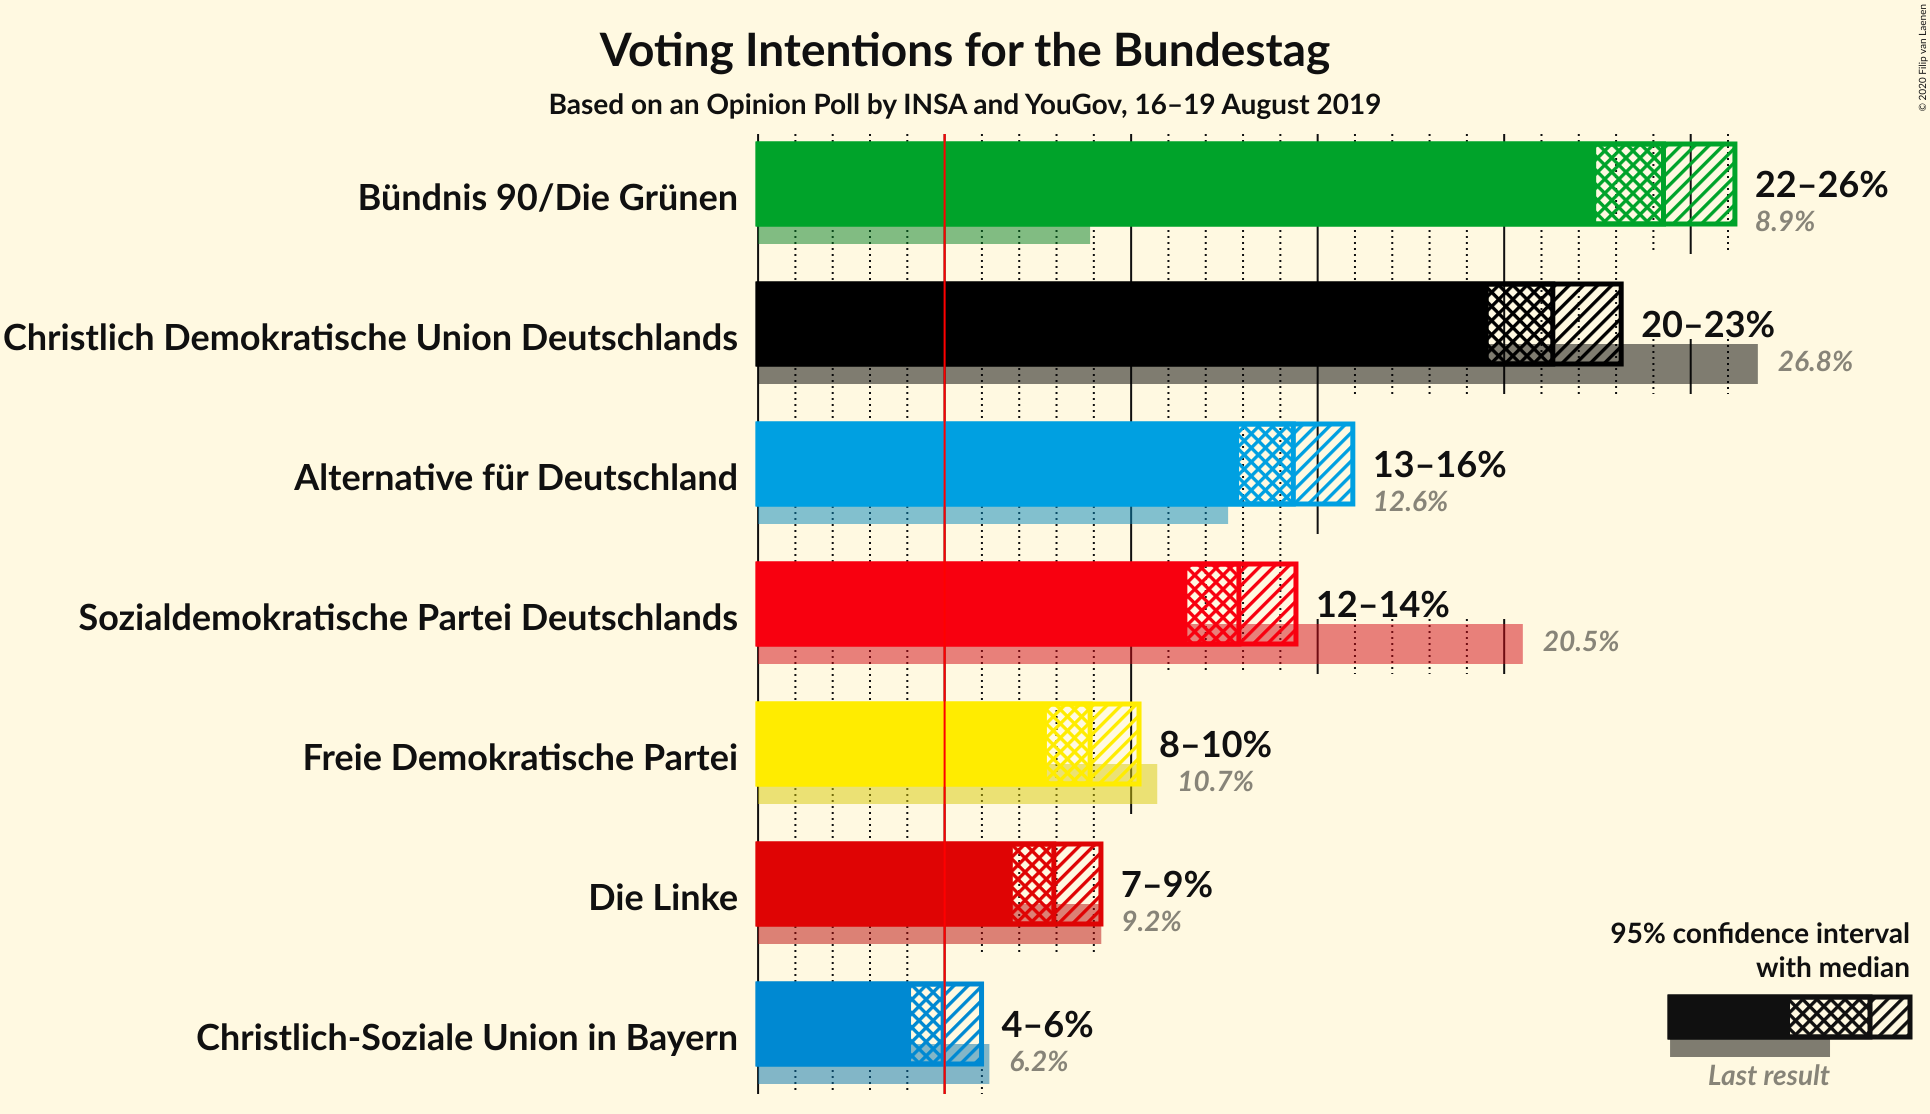 Voting Intentions for the Bundestag
Based on an Opinion Poll by INSA and YouGov, 16–19 August 2019
© 2020 Filip van Laenen
Bündnis 90/Die Grünen
22–26%
8.9%
Christlich Demokratische Union Deutschlands
20–23%
26.8%
Alternative für Deutschland
13–16%
12.6%
Sozialdemokratische Partei Deutschlands
12–14%
20.5%
Freie Demokratische Partei
8–10%
10.7%
Die Linke
7–9%
9.2%
Christlich-Soziale Union in Bayern
4–6%
6.2%
95% confidence interval
with median
Last result